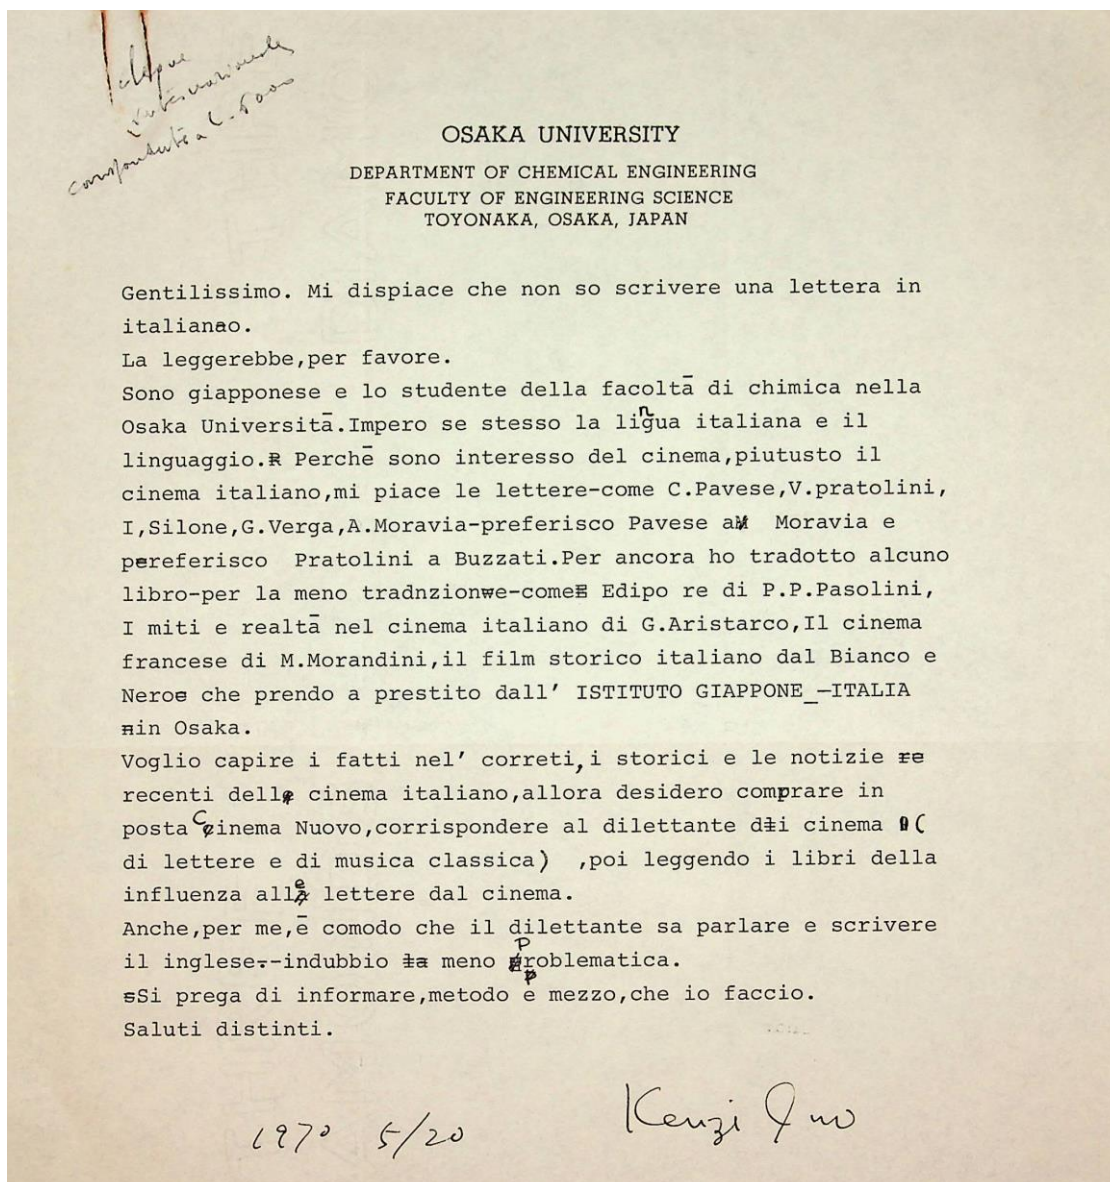 internazionale
corrispondente a L. 5000
OSAKA UNIVERSITY
DEPARTMENT OF CHEMICAL ENGINEERING
FACULTY OF ENGINEERING SCIENCE
TOYONAKA, OSAKA, JAPAN
Gentilissimo. Mi dispiace che non so scrivere una lettera in
italiano.
La leggerebbe,per favore.
Sono giapponese e lo studente della facoltā di chimica nella
Osaka Universitā.Impero se stesso la lingua italiana e il
linguaggio. Perchē sono interesso del cinema,piutusto il
cinema italiano,mi piace le lettere-come C.Pavese,V.pratolini,
I,Silone,G.Verga,A.Moravia-preferisco Pavese a Moravia e
preferisco Pratolini a Buzzati.Per ancora ho tradotto alcuno
libro-per la meno tradnzione-come Edipo re di P.P.Pasolini,
I miti e realtā nel cinema italiano di G.Aristarco,Il cinema
francese di M.Morandini,il film storico italiano dal Bianco e
Nero che prendo a prestito dall' ISTITUTO GIAPPONE_-ITALIA
in Osaka.
Voglio capire i fatti nel' correti,i storici e le notizie
recenti del cinema italiano,allora desidero comprare in
posta Cinema Nuovo,corrispondere al dilettante di cinema (
di lettere e di musica classica) ,poi leggendo i libri della
influenza alle lettere dal cinema.
Anche,per me,ē comodo che il dilettante sa parlare e scrivere
il inglese-indubbio meno problematica.
Si prega di informare,metodo e mezzo,che io faccio.
Saluti distinti.
1970 5/20 Kenzi Ino